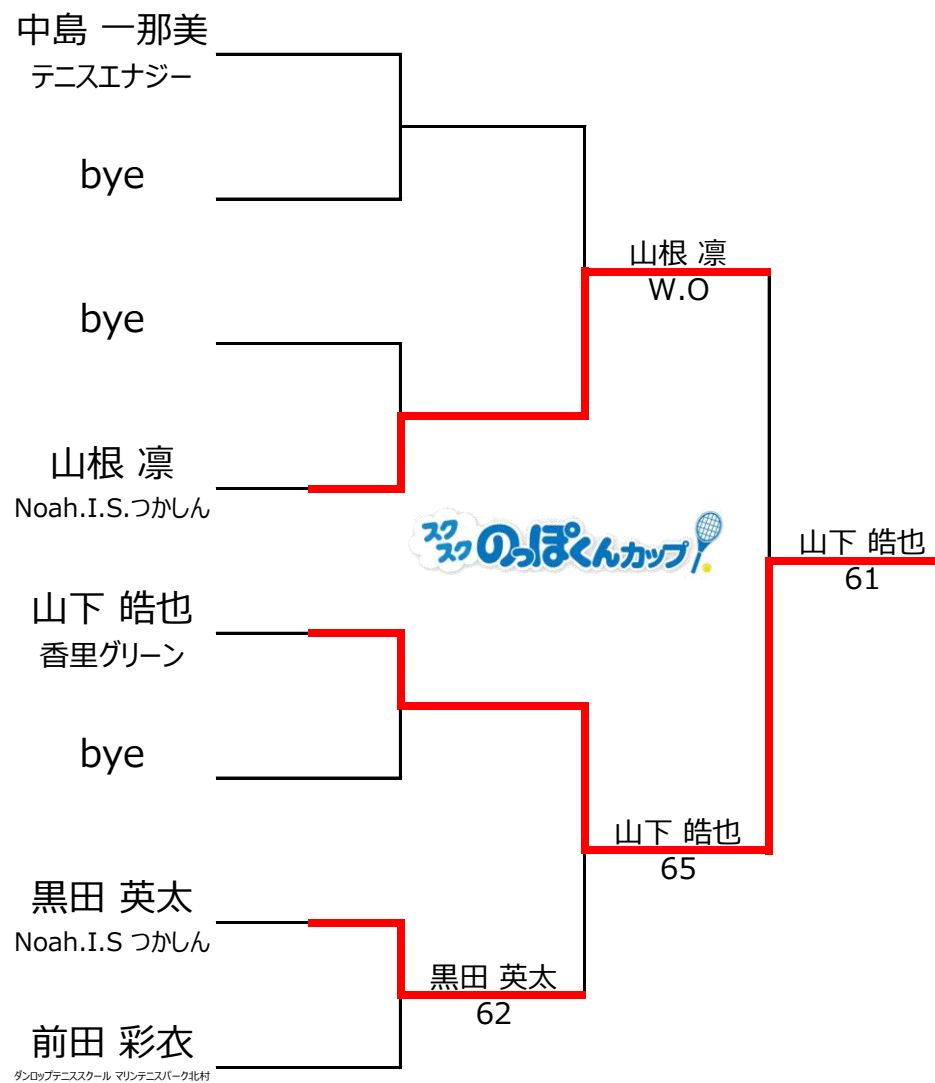 中島 一那美
テニスエナジー
bye
bye
山根 凛
W.O
山根 凛
Noah.I.S.つかしん
スクスクのっぽくんカップ
山下 皓也
61
山下 皓也
香里グリーン
bye
山下 皓也
65
黒田 英太
Noah.I.S つかしん
黒田 英太
62
前田 彩衣
ダンロップテニススクール マリンテニスパーク北村